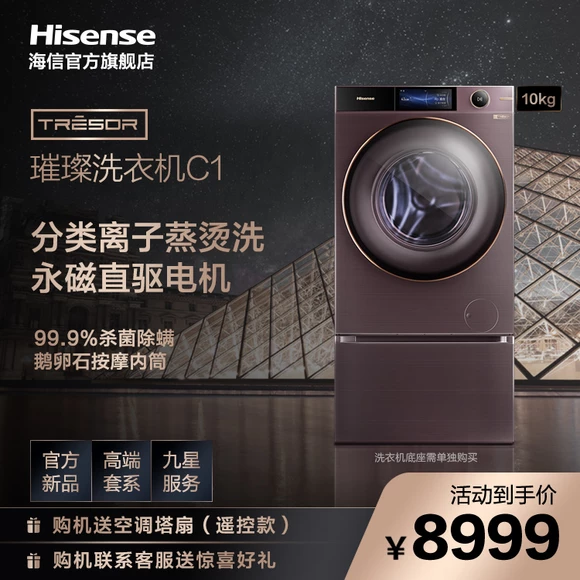 Hisense
海信官方旗舰店
TRĒSOR
璀璨洗衣机C1
分类离子蒸烫洗
永磁直驱电机
99.9%杀菌除螨
鹅卵石按摩内筒
Hisense
10kg
洗衣机底座需单独购买
官方
新品
高端
套系
九星
服务
购机送空调塔扇（遥控款）
购机联系客服送惊喜好礼
活动到手价
¥8999